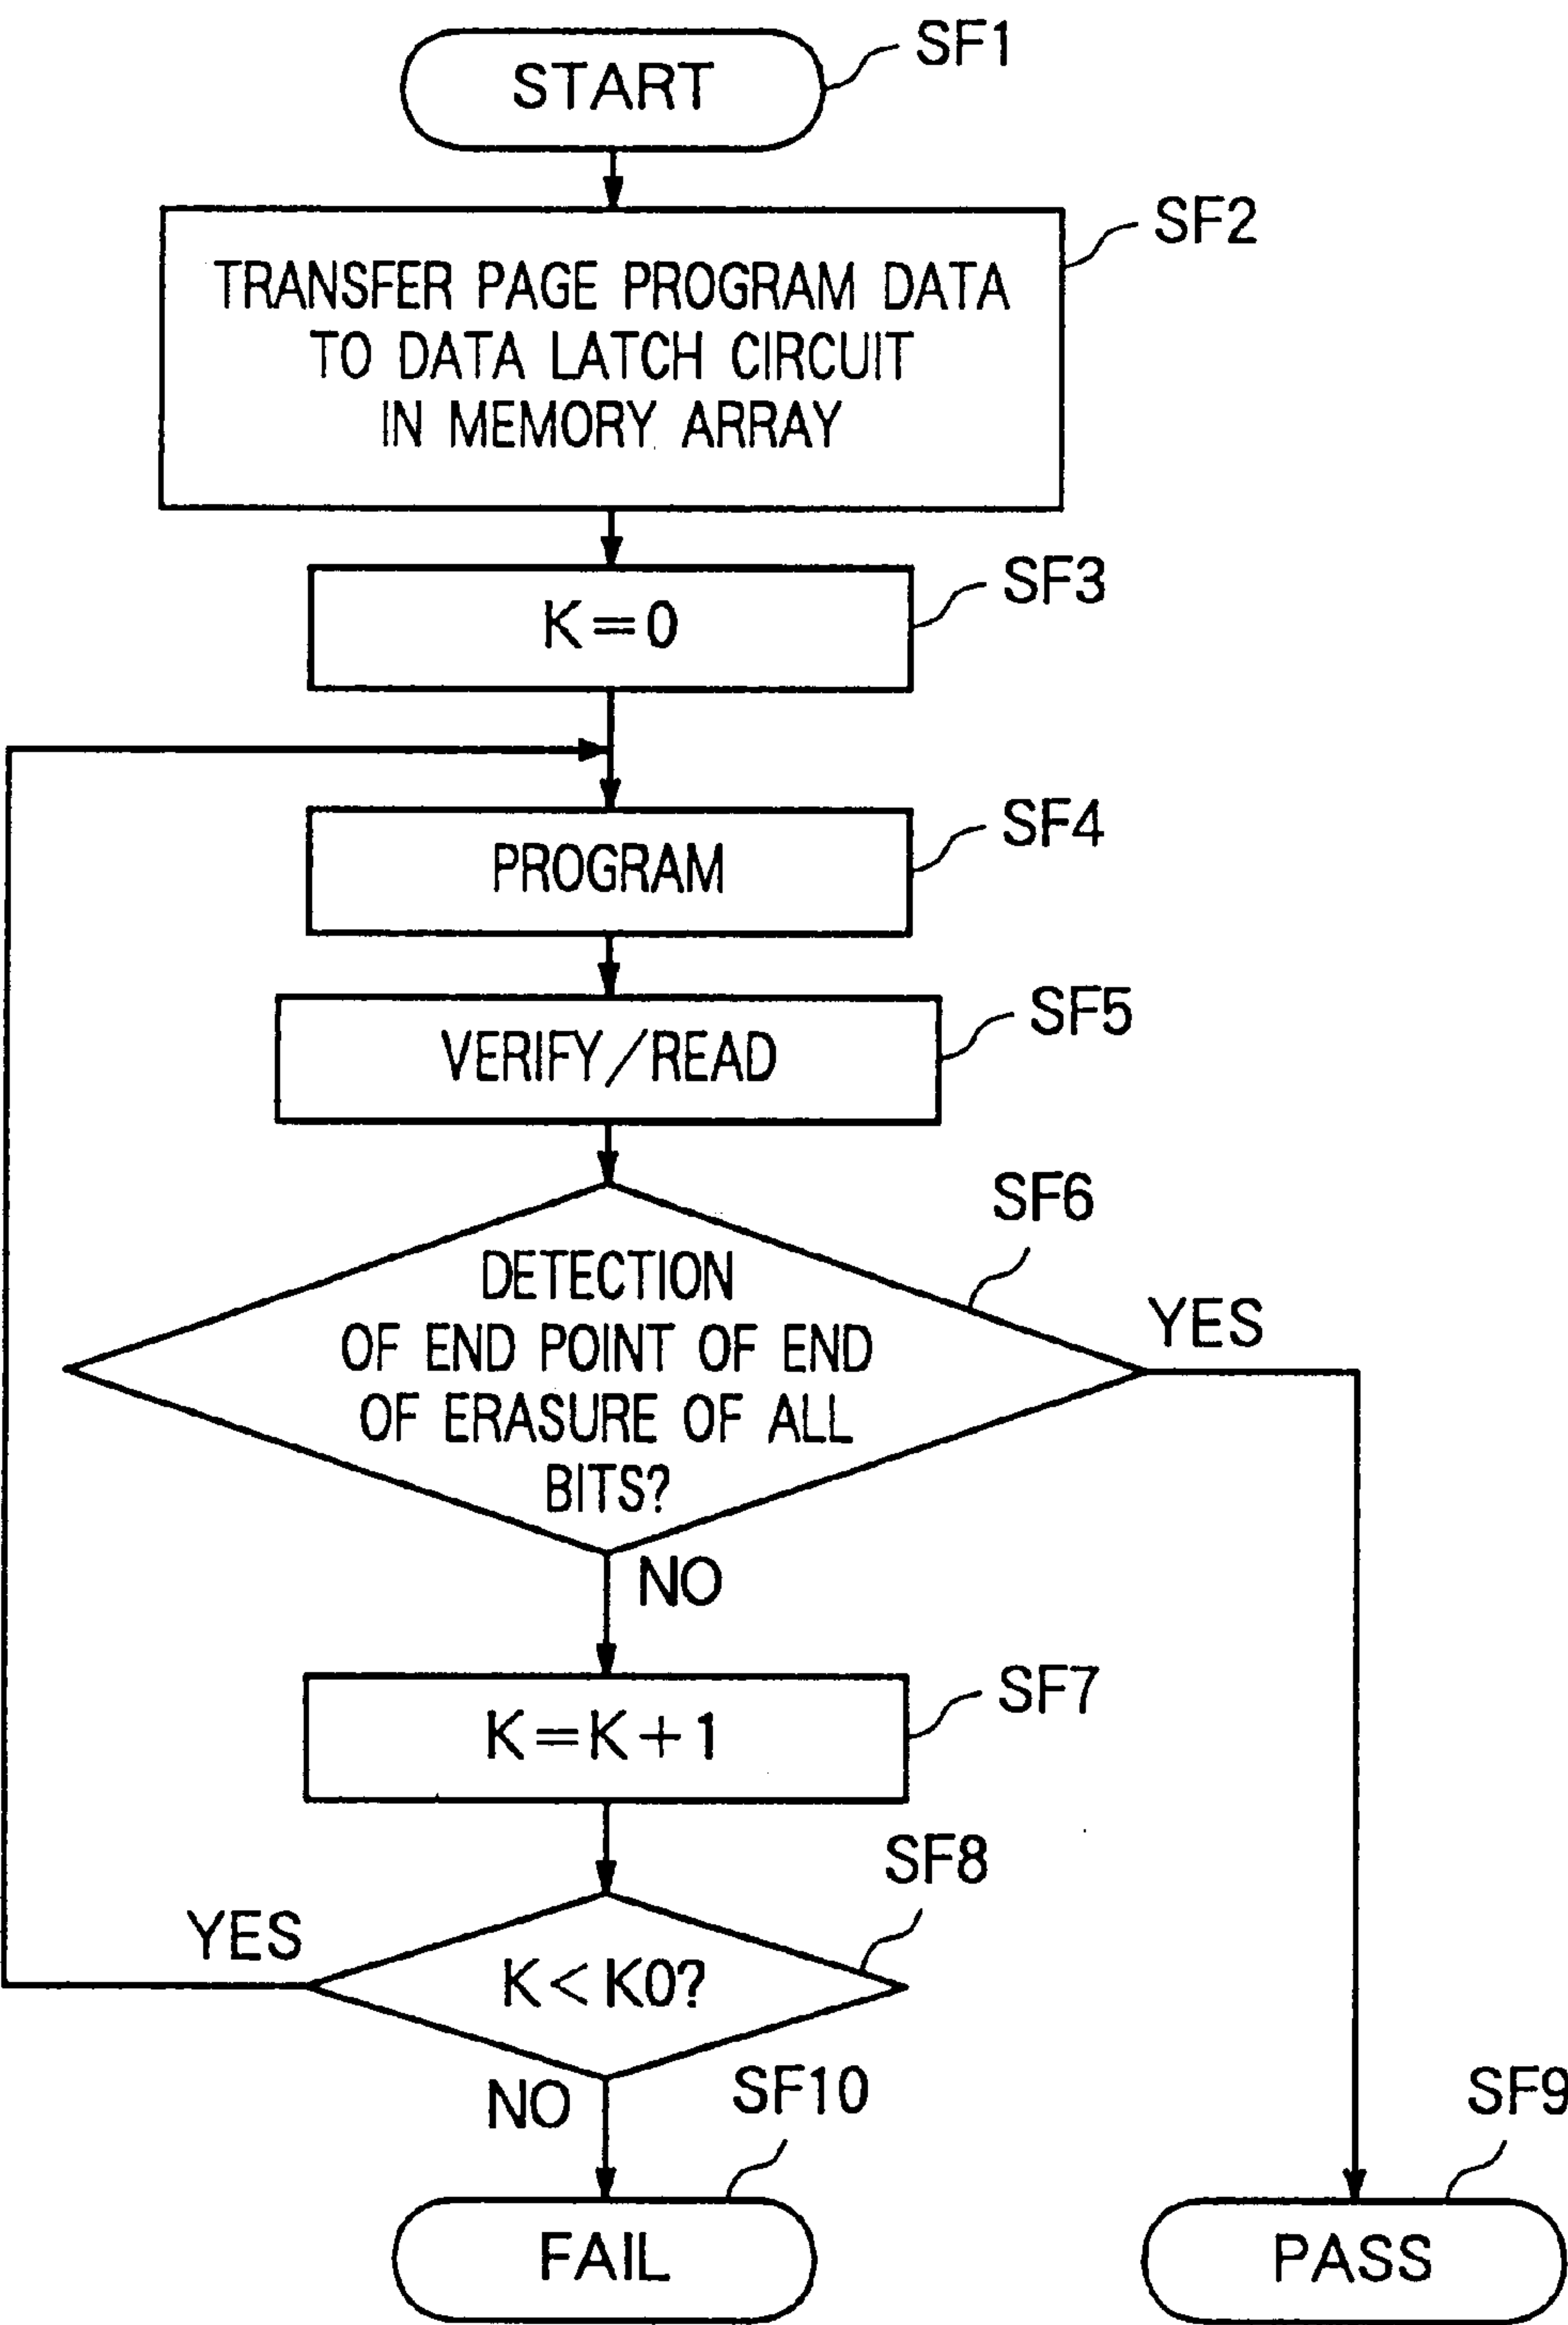 START
SF1
SF2
TRANSFER PAGE PROGRAM DATA
TO DATA LATCH CIRCUIT
IN MEMORY ARRAY
SF3
K=0
SF4
PROGRAM
SF5
VERIFY/READ
SF6
DETECTION
OF END POINT OF END
OF ERASURE OF ALL
BITS?
YES
NO
SF7
K=K+1
SF8
YES
K<K0?
NO
SF10
SF9
FAIL
PASS